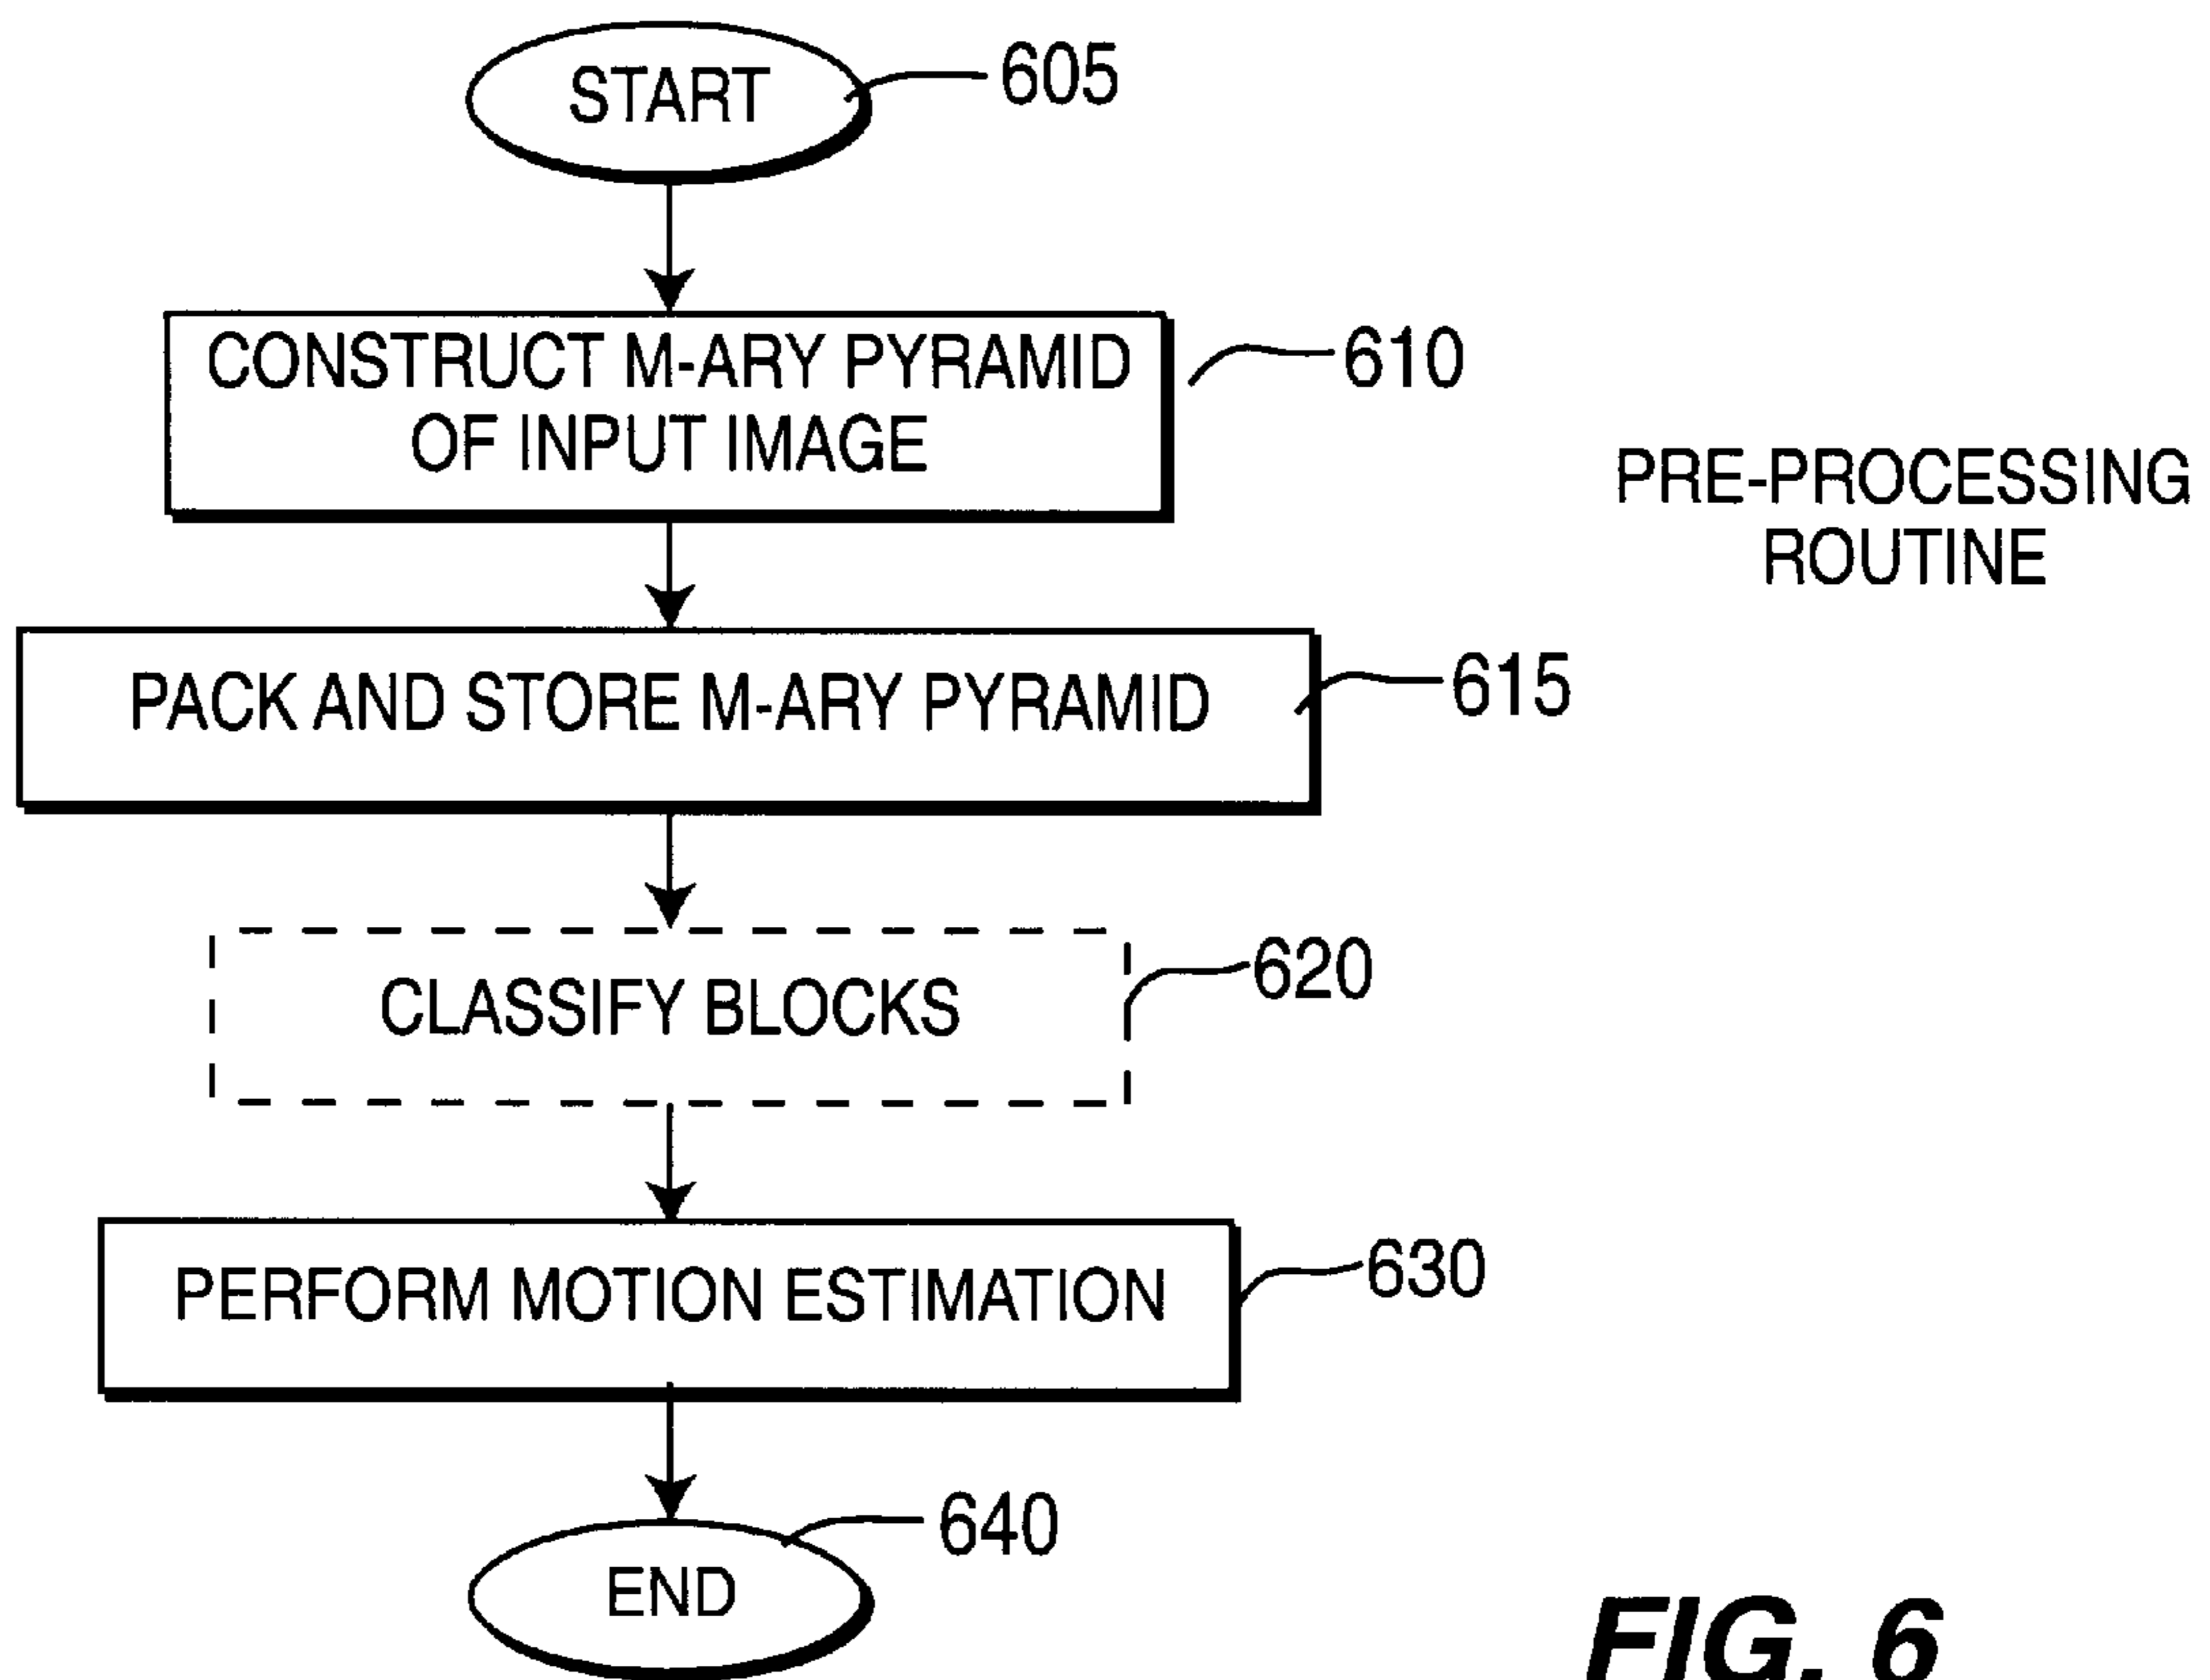 START
605
CONSTRUCT M-ARY PYRAMID
OF INPUT IMAGE
610
PRE-PROCESSING
ROUTINE
PACK AND STORE M-ARY PYRAMID
615
CLASSIFY BLOCKS
620
PERFORM MOTION ESTIMATION
630
END
640
FIG. 6